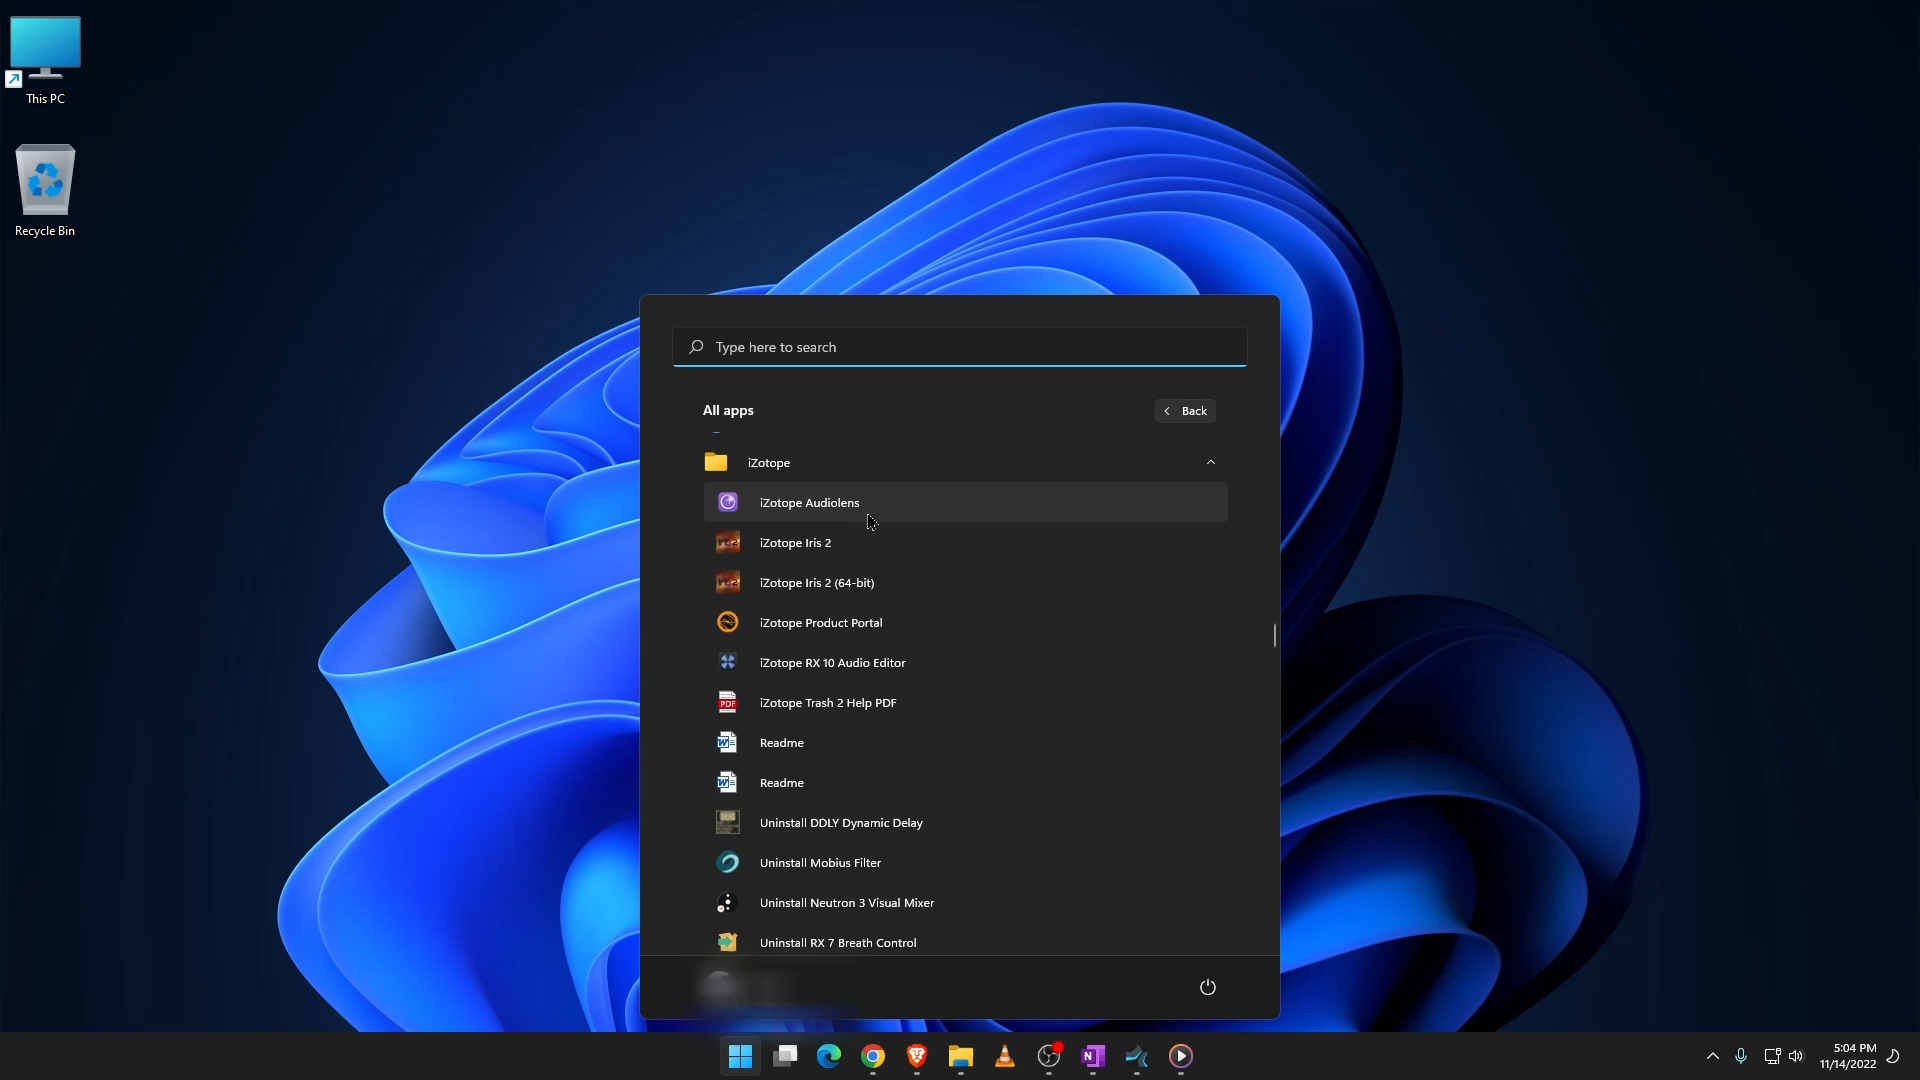 This PC
Recycle Bin
Type here to search
All apps
Back
iZotope
iZotope Audiolens
iZotope Iris 2
iZotope Iris 2 (64-bit)
iZotope Product Portal
iZotope RX 10 Audio Editor
PDF
iZotope Trash 2 Help PDF
Readme
Readme
Uninstall DDLY Dynamic Delay
Uninstall Mobius Filter
Uninstall Neutron 3 Visual Mixer
Uninstall RX 7 Breath Control
N
5:04 PM
11/14/2022